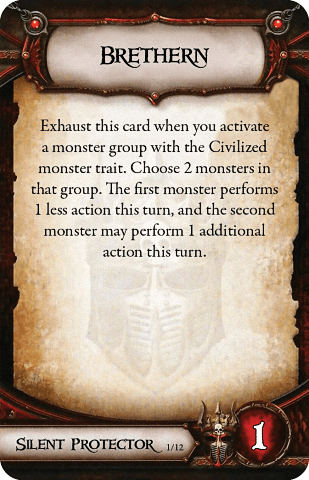 BRETHERN
Exhaust this card when you activate
a monster group with the Civilized
monster trait. Choose 2 monsters in
that group. The first monster performs
1 less action this turn, and the second
monster may perform 1 additional
action this turn.
SILENT PROTECTOR 1/12
1